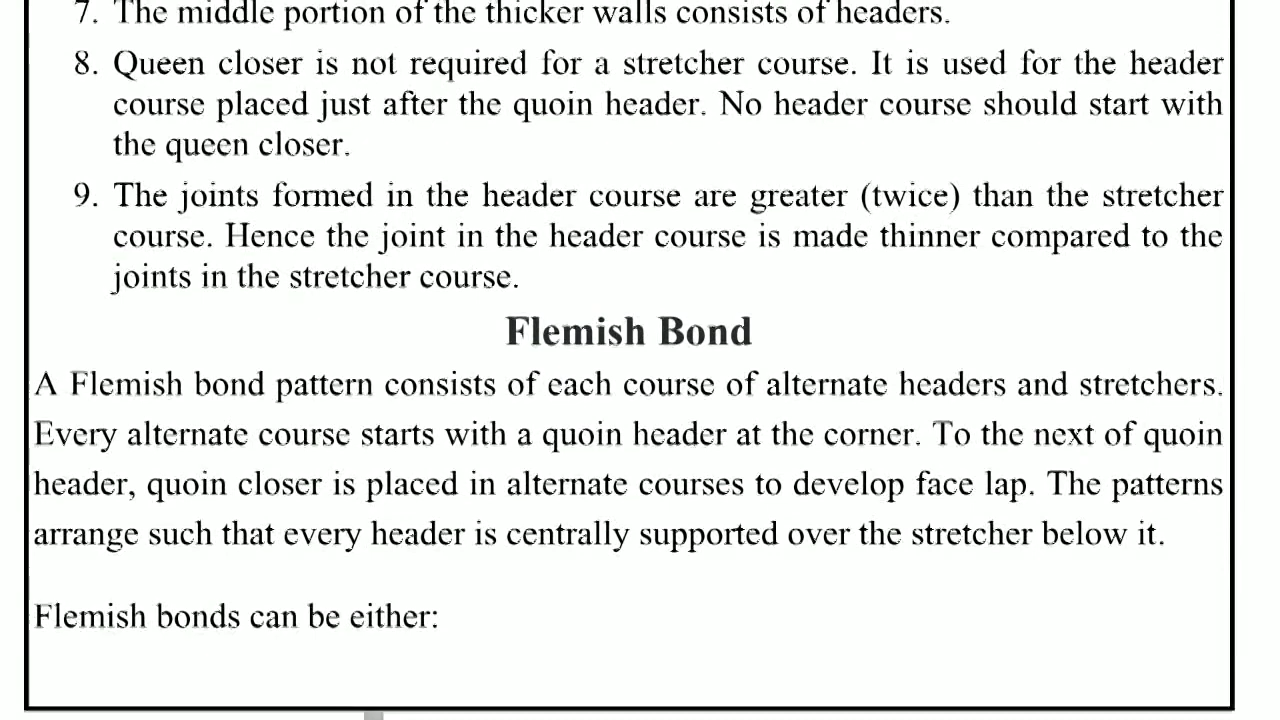 7. The middle portion of the thicker walls consists of headers.
8. Queen closer is not required for a stretcher course. It is used for the header
course placed just after the quoin header. No header course should start with
the queen closer.
9. The joints formed in the header course are greater (twice) than the stretcher
course. Hence the joint in the header course is made thinner compared to the
joints in the stretcher course.
Flemish Bond
A Flemish bond pattern consists of each course of alternate headers and stretchers.
Every alternate course starts with a quoin header at the corner. To the next of quoin
header, quoin closer is placed in alternate courses to develop face lap. The patterns
arrange such that every header is centrally supported over the stretcher below it.
Flemish bonds can be either: